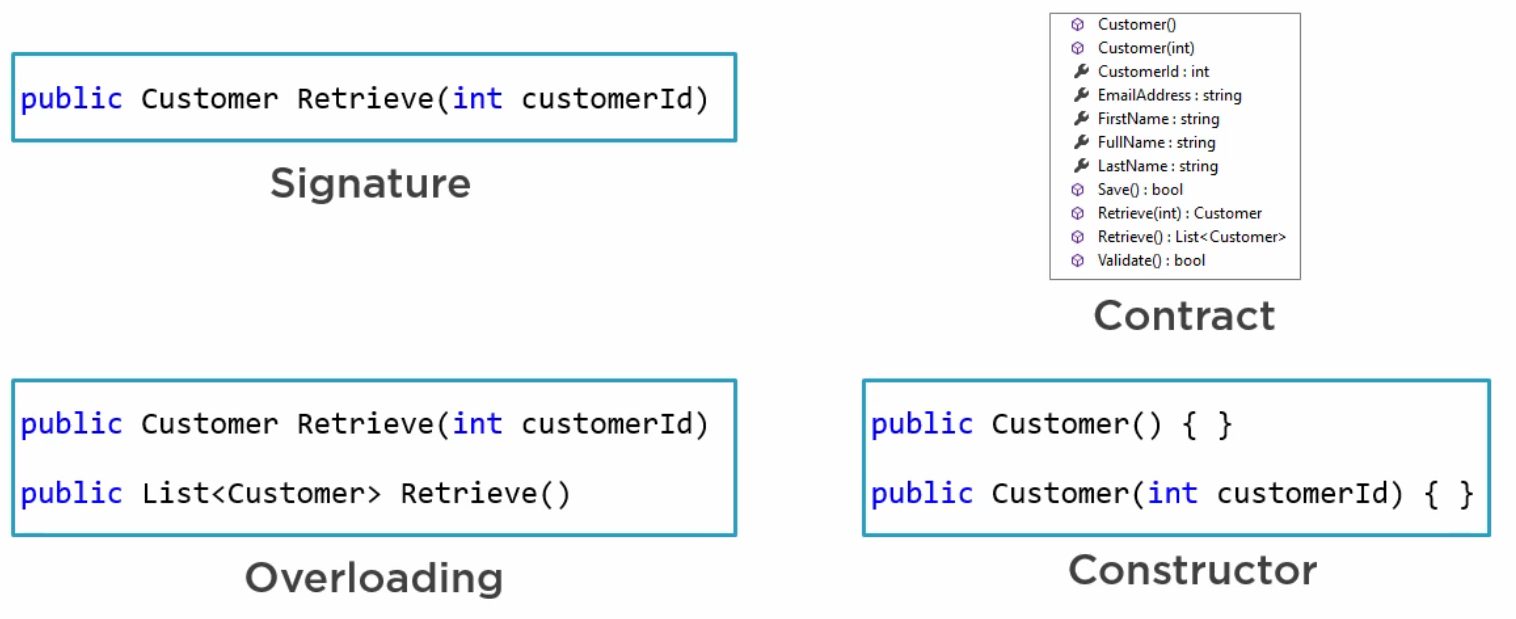 public Customer Retrieve(int customerId)
Signature
Customer()
Customer(int)
CustomerId : int
EmailAddress : string
FirstName : string
FullName : string
LastName : string
Save() : bool
Retrieve(int) : Customer
Retrieve() : List<Customer>
Validate() : bool
Contract
public Customer Retrieve(int customerId)
public List<Customer> Retrieve()
Overloading
public Customer() { }
public Customer(int customerId) { }
Constructor